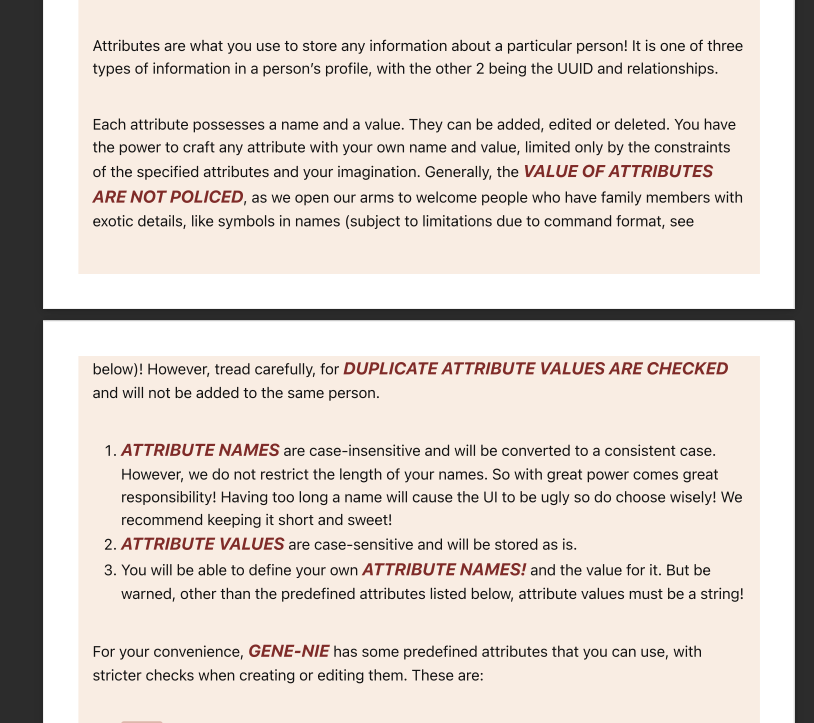 Attributes are what you use to store any information about a particular person! It is one of three
types of information in a person’s profile, with the other 2 being the UUID and relationships.
Each attribute possesses a name and a value. They can be added, edited or deleted. You have
the power to craft any attribute with your own name and value, limited only by the constraints
of the specified attributes and your imagination. Generally, the VALUE OF ATTRIBUTES
ARE NOT POLICED, as we open our arms to welcome people who have family members with
exotic details, like symbols in names (subject to limitations due to command format, see
below)! However, tread carefully, for DUPLICATE ATTRIBUTE VALUES ARE CHECKED
and will not be added to the same person.
1. ATTRIBUTE NAMES are case-insensitive and will be converted to a consistent case.
However, we do not restrict the length of your names. So with great power comes great
responsibility! Having too long a name will cause the UI to be ugly so do choose wisely! We
recommend keeping it short and sweet!
2. ATTRIBUTE VALUES are case-sensitive and will be stored as is.
3. You will be able to define your own ATTRIBUTE NAMES! and the value for it. But be
warned, other than the predefined attributes listed below, attribute values must be a string!
For your convenience, GENE-NIE has some predefined attributes that you can use, with
stricter checks when creating or editing them. These are: